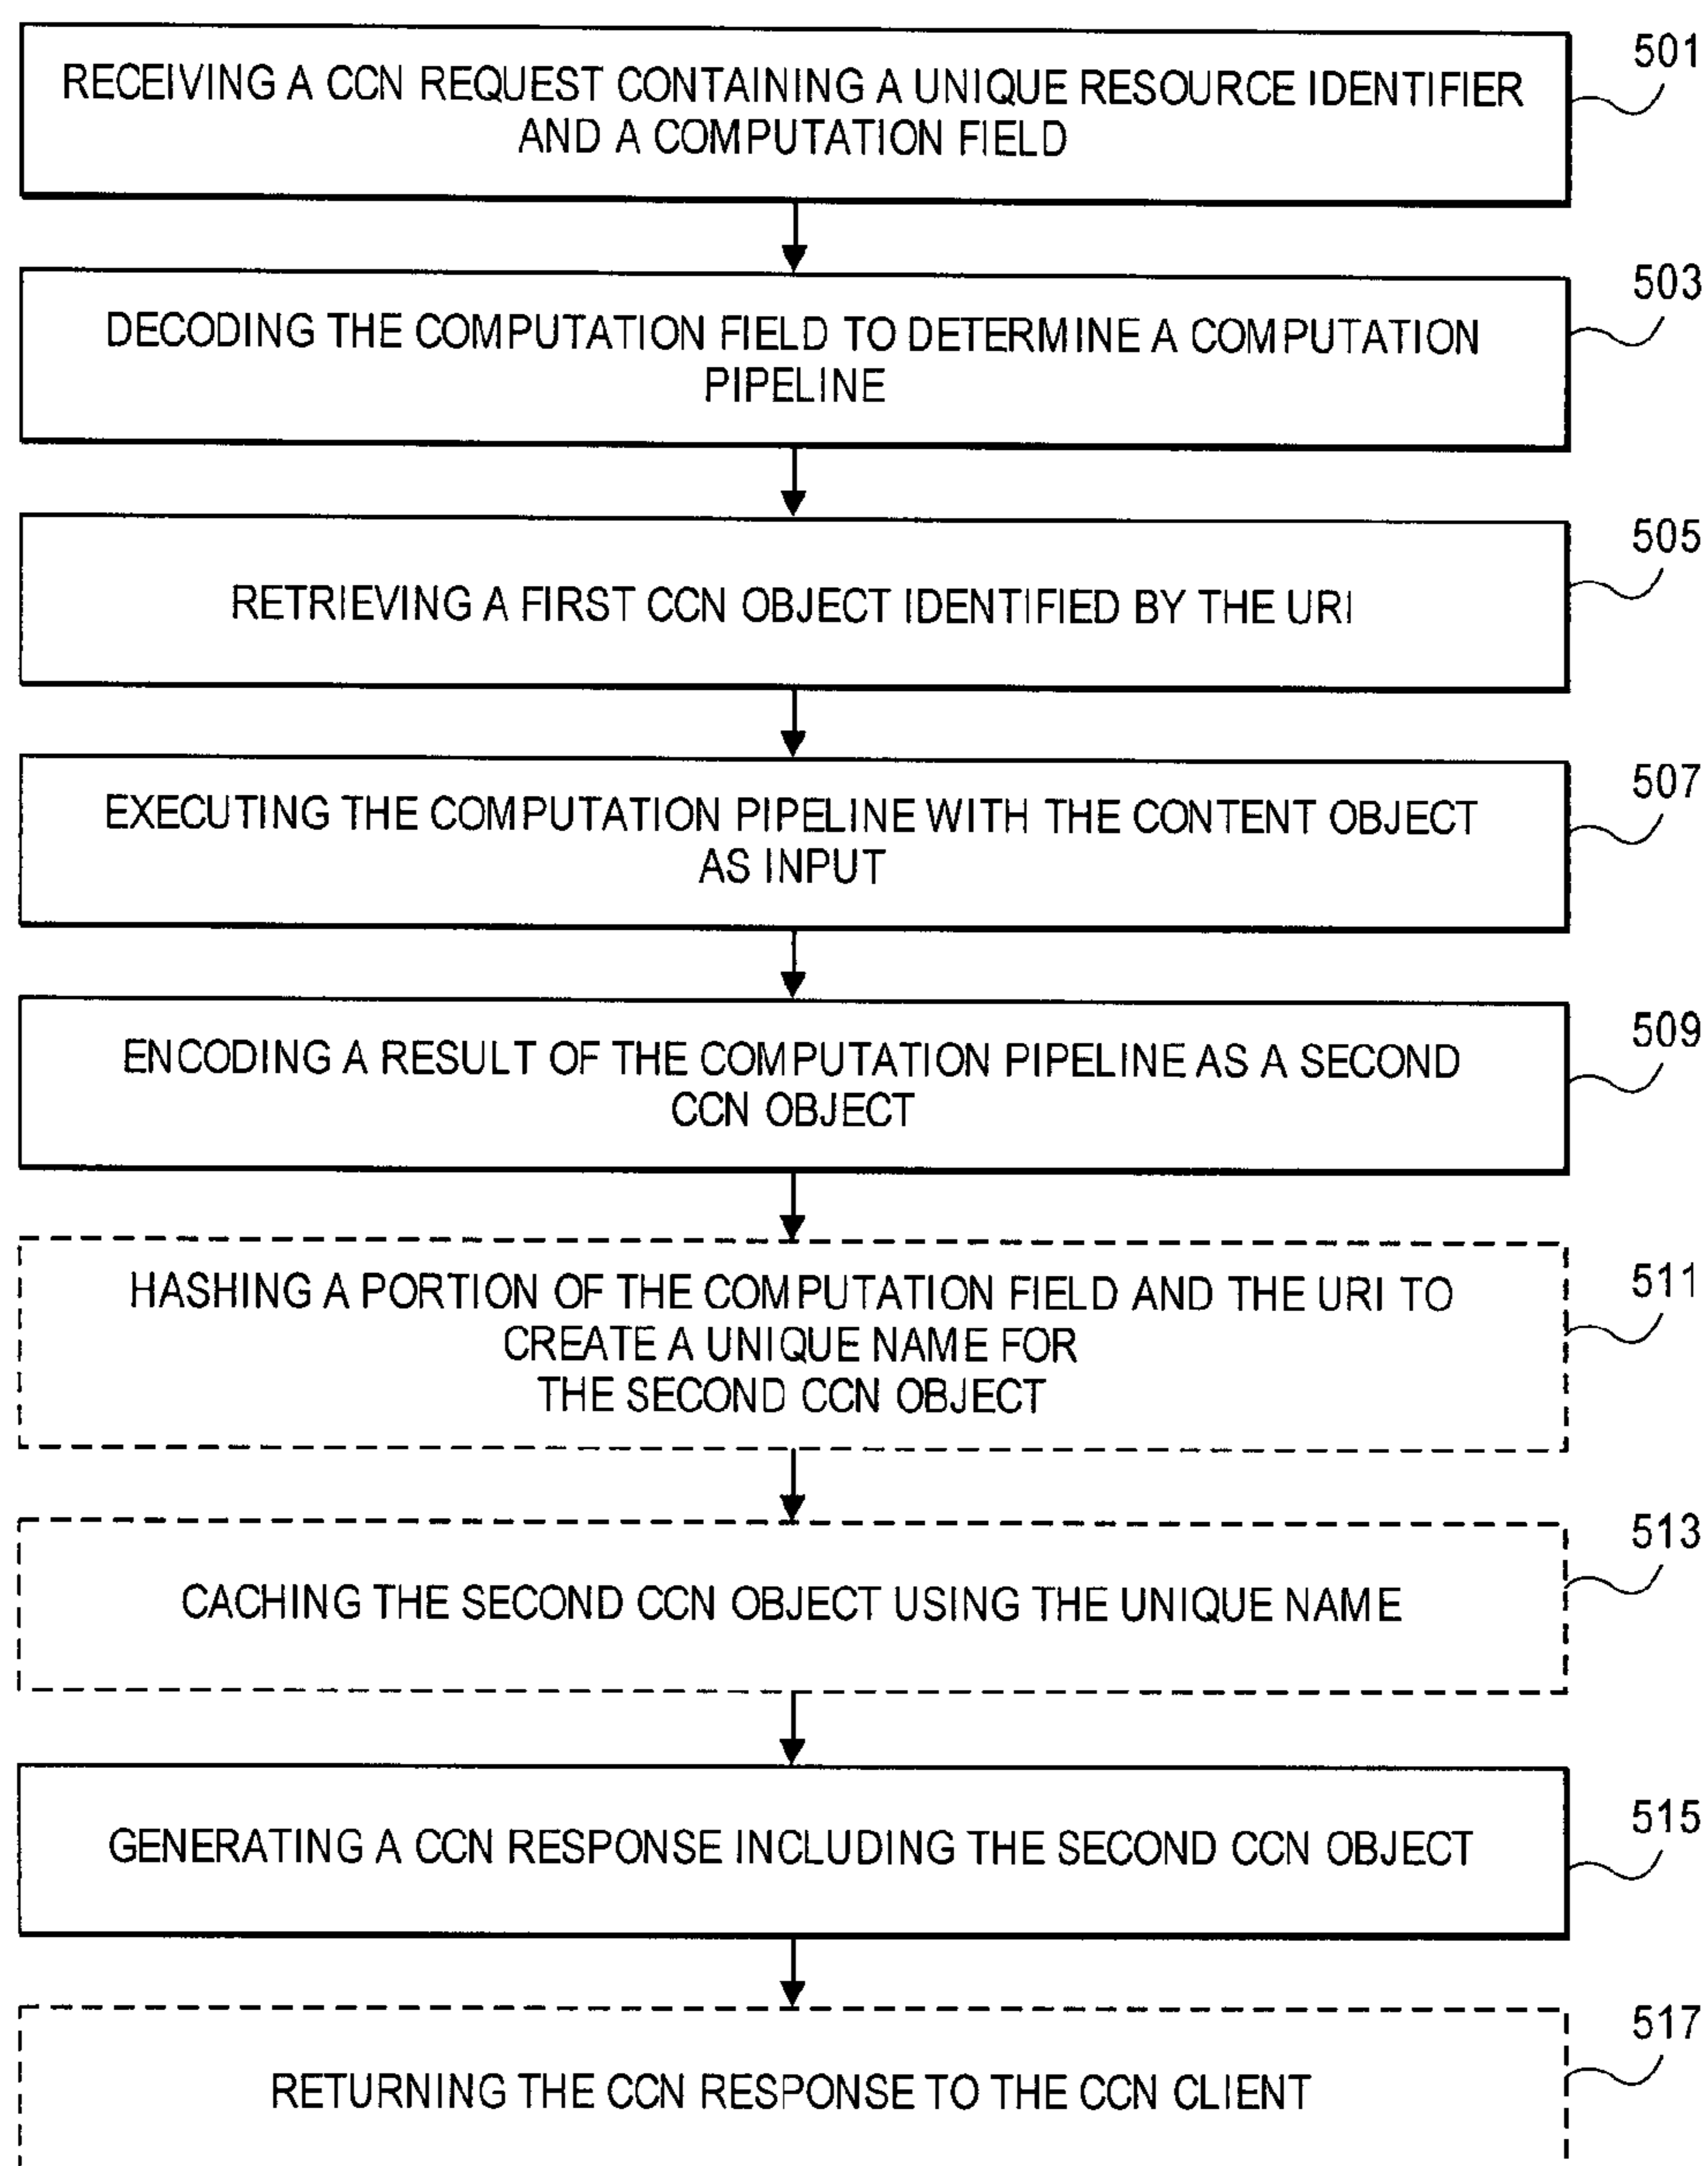 RECEIVING A CCN REQUEST CONTAINING A UNIQUE RESOURCE IDENTIFIER
AND A COMPUTATION FIELD
501
DECODING THE COMPUTATION FIELD TO DETERMINE A COMPUTATION
PIPELINE
503
RETRIEVING A FIRST CCN OBJECT IDENTIFIED BY THE URI
505
EXECUTING THE COMPUTATION PIPELINE WITH THE CONTENT OBJECT
AS INPUT
507
ENCODING A RESULT OF THE COMPUTATION PIPELINE AS A SECOND
CCN OBJECT
509
HASHING A PORTION OF THE COMPUTATION FIELD AND THE URI TO
CREATE A UNIQUE NAME FOR
THE SECOND CCN OBJECT
511
CACHING THE SECOND CCN OBJECT USING THE UNIQUE NAME
513
GENERATING A CCN RESPONSE INCLUDING THE SECOND CCN OBJECT
515
RETURNING THE CCN RESPONSE TO THE CCN CLIENT
517